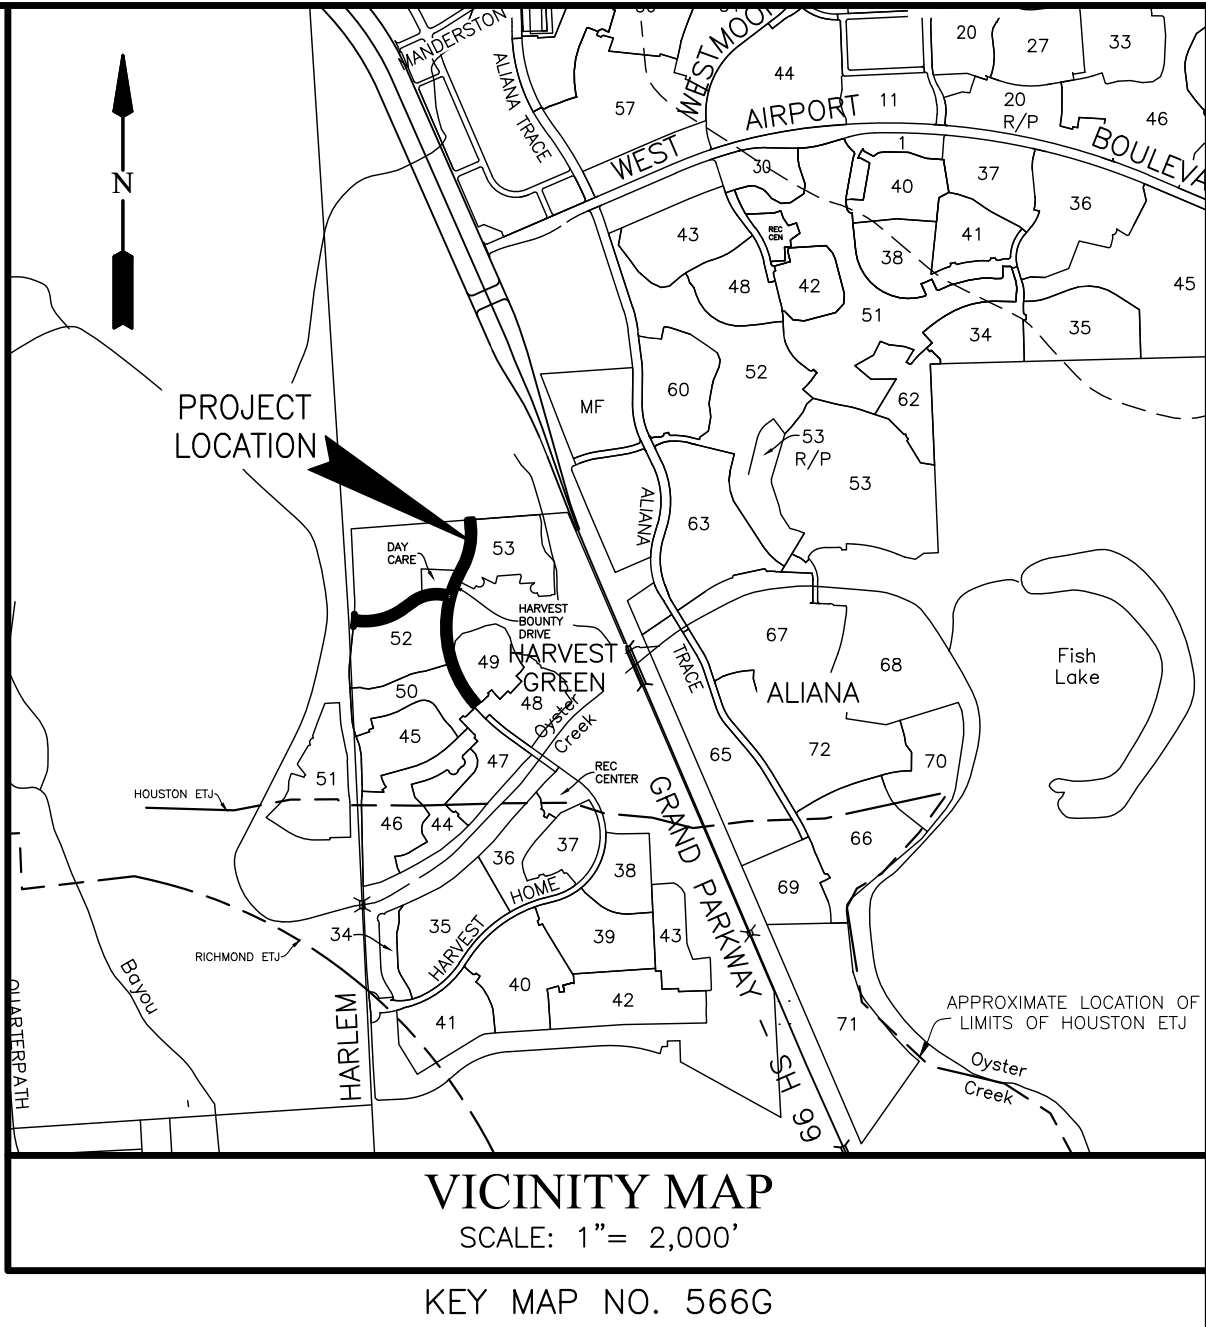 MANDERSTON
ALIANA TRACE
WESTMOOR
20
27
33
44
57
AIRPORT
11
20
R/P
46
BOULEVA
WEST
1
30
40
37
36
43
REC
CEN
41
38
48
42
45
51
34
35
N
60
52
MF
62
PROJECT
LOCATION
53
R/P
53
ALIANA
63
DAY
CARE
53
HARVEST
BOUNTY
DRIVE
52
49
HARVEST
GREEN
67
68
Fish
Lake
TRACE
ALIANA
50
48
Oyster
Creek
45
47
65
72
70
51
REC
CENTER
HOUSTON ETJ
46
44
GRAND PARKWAY - SH 99
66
36
37
38
69
HOME
34
35
HARVEST
39
43
RICHMOND ETJ
Bayou
40
42
QUARTERPATH
HARLEM
41
71
APPROXIMATE LOCATION OF
LIMITS OF HOUSTON ETJ
Oyster
Creek
VICINITY MAP
SCALE: 1"= 2,000'
KEY MAP NO. 566G